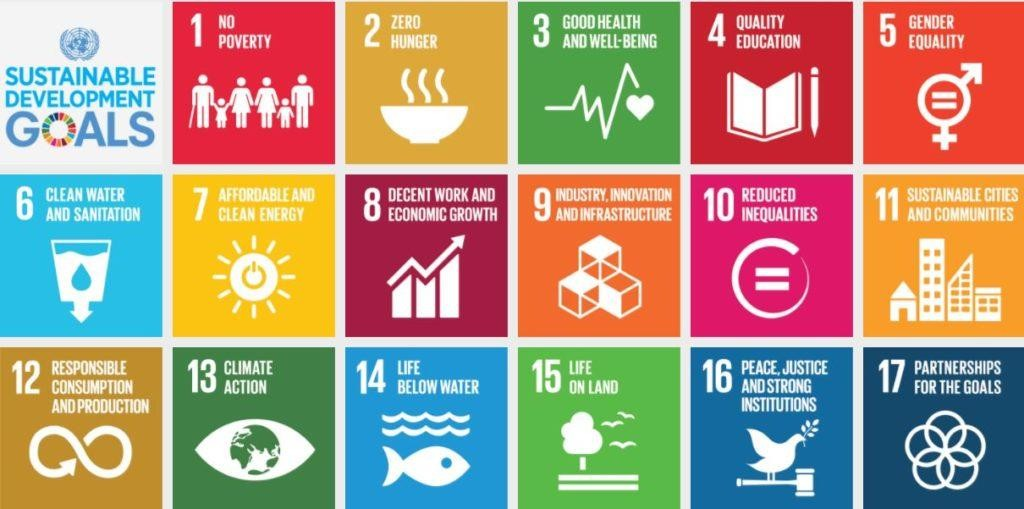 SUSTAINABLE
DEVELOPMENT
GOALS
1 NO
POVERTY
2 ZERO
HUNGER
3 GOOD HEALTH
AND WELL-BEING
4 QUALITY
EDUCATION
5 GENDER
EQUALITY
6 CLEAN WATER
AND SANITATION
7 AFFORDABLE AND
CLEAN ENERGY
8 DECENT WORK AND
ECONOMIC GROWTH
9 INDUSTRY, INNOVATION
AND INFRASTRUCTURE
10 REDUCED
INEQUALITIES
11 SUSTAINABLE CITIES
AND COMMUNITIES
12 RESPONSIBLE
CONSUMPTION
AND PRODUCTION
13 CLIMATE
ACTION
14 LIFE
BELOW WATER
15 LIFE
ON LAND
16 PEACE, JUSTICE
AND STRONG
INSTITUTIONS
17 PARTNERSHIPS
FOR THE GOALS